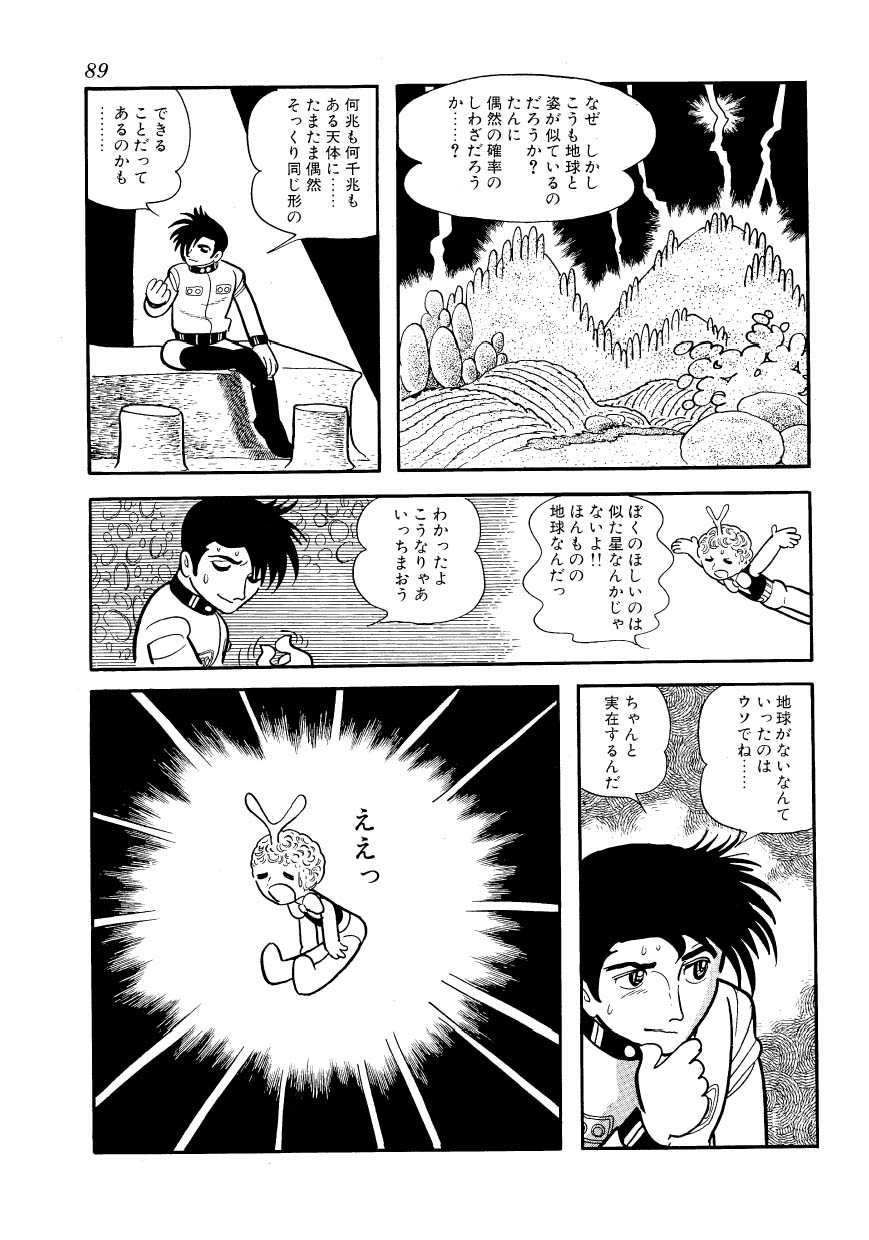 89
なぜ　しかし
こうも地球と
姿が似ているの
だろうか？
たんに
偶然の確率の
しわざだろう
か……？
何兆も何千兆も
ある天体に……
たまたま偶然
そっくり同じ形の
できる
ことだって
あるのかも
………
ぼくのほしいのは
似た星なんかじゃ
ないよ!!
ほんものの
地球なんだっ
わかったよ
こうなりゃあ
いっちまおう
地球がないなんて
いったのは
ウソでね……
ちゃんと
実在するんだ
ええっ